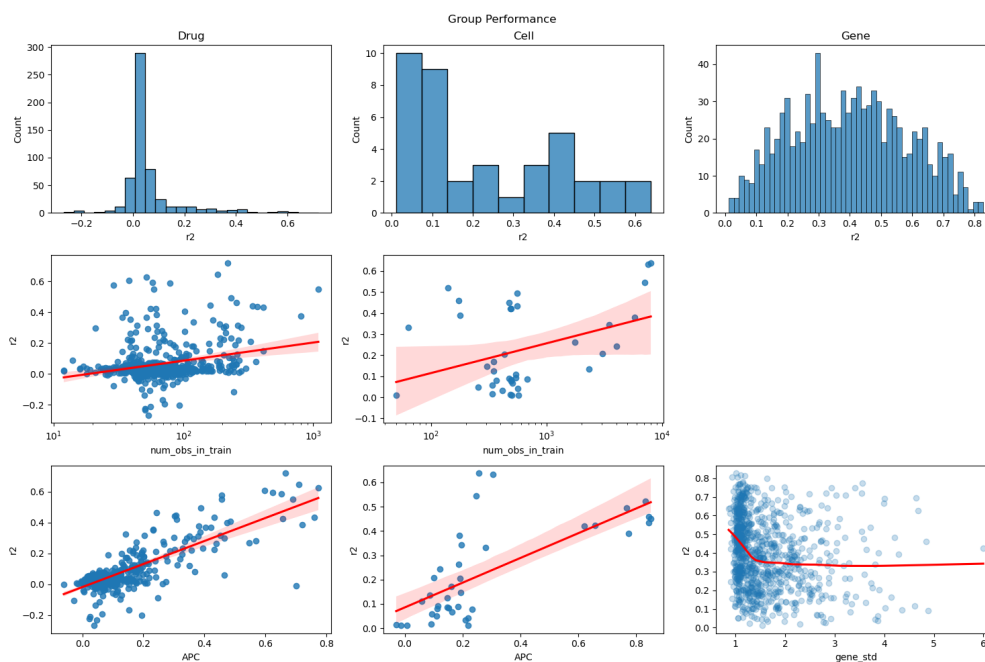 Group Performance
Drug
Cell
Gene
Count
300
250
200
150
100
50
0
−0.2 0.0 0.2 0.4 0.6
r2
Count
10
8
6
4
2
0
0.0 0.1 0.2 0.3 0.4 0.5 0.6
r2
Count
40
30
20
10
0
0.0 0.1 0.2 0.3 0.4 0.5 0.6 0.7 0.8
r2
r2
0.6
0.4
0.2
0.0
−0.2
10¹ 10² 10³
num_obs_in_train
r2
0.6
0.5
0.4
0.3
0.2
0.1
0.0
−0.1
10² 10³ 10⁴
num_obs_in_train
r2
0.6
0.4
0.2
0.0
−0.2
0.0 0.2 0.4 0.6 0.8
APC
r2
0.6
0.5
0.4
0.3
0.2
0.1
0.0
0.0 0.2 0.4 0.6 0.8
APC
r2
0.8
0.7
0.6
0.5
0.4
0.3
0.2
0.1
0.0
1 2 3 4 5 6
gene_std